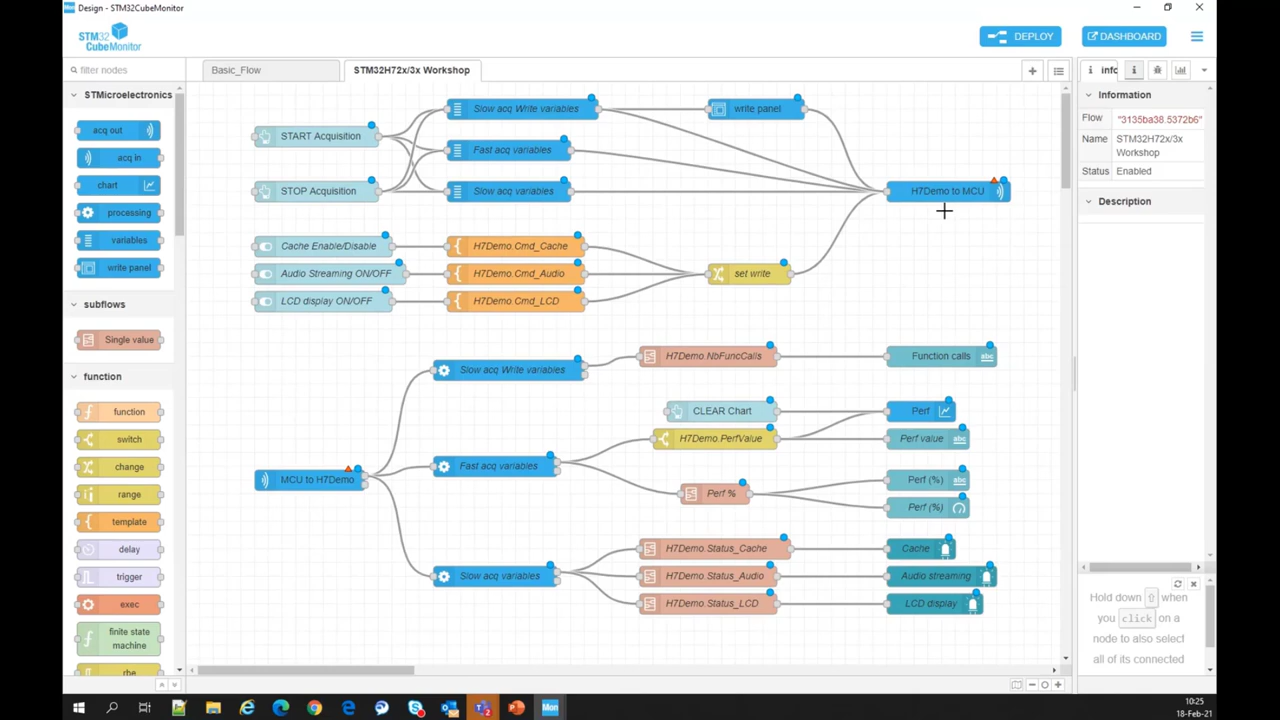 Mon Design - STM32CubeMonitor
STM32
CubeMonitor
DEPLOY
DASHBOARD
filter nodes
Basic_Flow
STM32H72x/3x Workshop
info
STMicroelectronics
acq out
acq in
chart
processing
variables
write panel
subflows
Single value
function
function
switch
change
range
template
delay
trigger
exec
finite state
machine
rbe
START Acquisition
STOP Acquisition
Slow acq Write variables
Fast acq variables
Slow acq variables
write panel
H7Demo to MCU
Cache Enable/Disable
H7Demo.Cmd_Cache
Audio Streaming ON/OFF
H7Demo.Cmd_Audio
set write
LCD display ON/OFF
H7Demo.Cmd_LCD
Slow acq Write variables
H7Demo.NbFuncCalls
Function calls
abc
CLEAR Chart
Perf
H7Demo.PerfValue
Perf value
abc
MCU to H7Demo
Fast acq variables
Perf %
Perf (%)
abc
Perf (%)
Slow acq variables
H7Demo.Status_Cache
Cache
H7Demo.Status_Audio
Audio streaming
H7Demo.Status_LCD
LCD display
Information
Flow "3135ba38.5372b6"
Name STM32H72x/3x
Workshop
Status Enabled
Description
Hold down ⇧ when
you click on a
node to also select
all of its connected
Mon
10:25
18-Feb-21